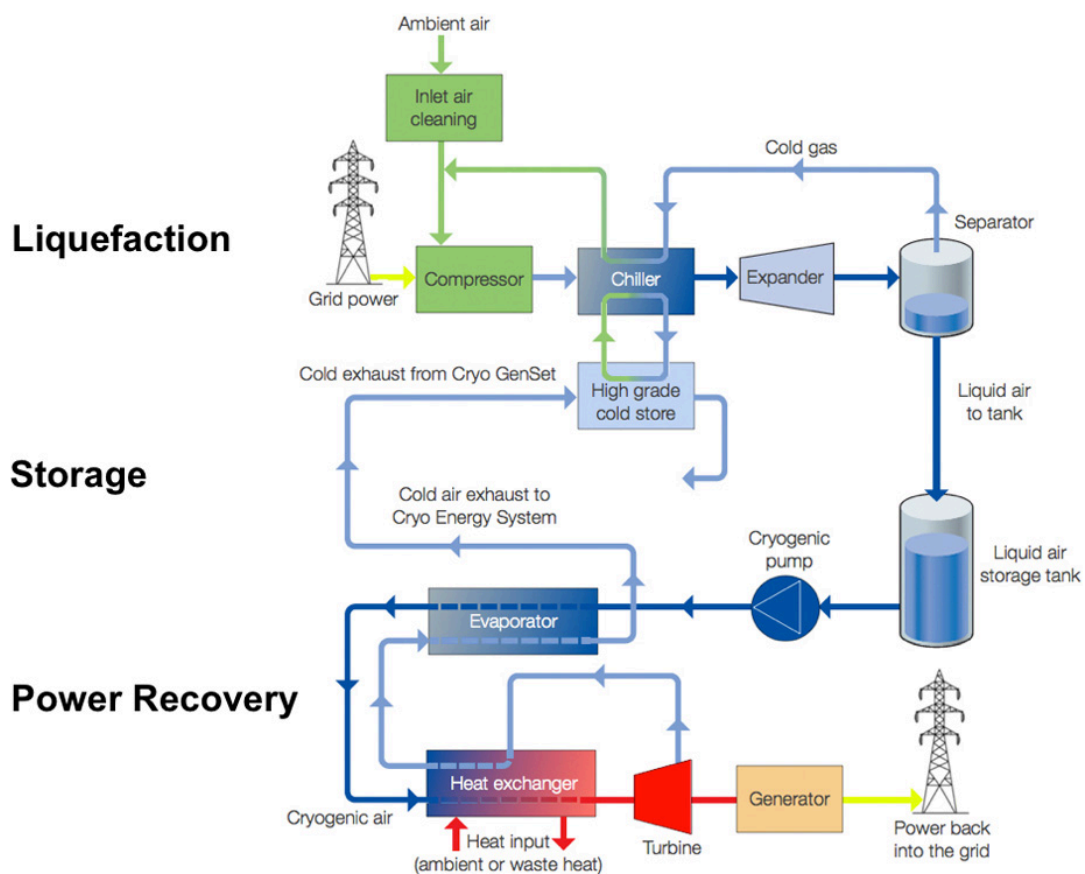 Ambient air
Inlet air
cleaning
Cold gas
Liquefaction
Separator
Grid power
Compressor
Chiller
Expander
Cold exhaust from Cryo GenSet
High grade
cold store
Liquid air
to tank
Storage
Cold air exhaust to
Cryo Energy System
Cryogenic
pump
Liquid air
storage tank
Evaporator
Power Recovery
Heat exchanger
Generator
Cryogenic air
Heat input
(ambient or waste heat)
Turbine
Power back
into the grid